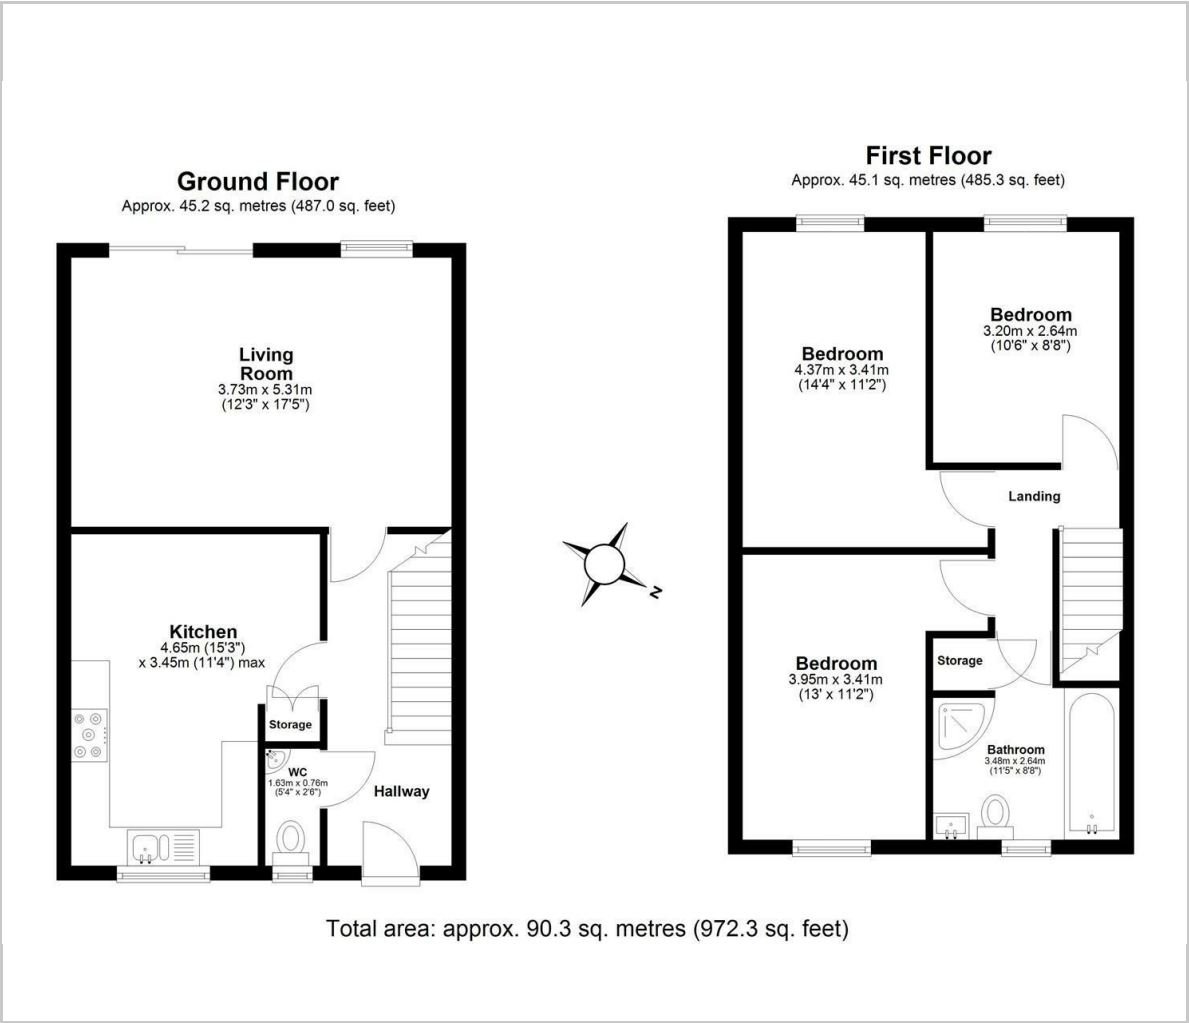 Ground Floor
Approx. 45.2 sq. metres (487.0 sq. feet)
Living
Room
3.73m x 5.31m
(12'3" x 17'5")
Kitchen
4.65m (15'3")
x 3.45m (11'4") max
Storage
WC
1.63m x 0.76m
(5'4" x 2'6")
Hallway
N
First Floor
Approx. 45.1 sq. metres (485.3 sq. feet)
Bedroom
3.20m x 2.64m
(10'6" x 8'8")
Bedroom
4.37m x 3.41m
(14'4" x 11'2")
Landing
Bedroom
3.95m x 3.41m
(13' x 11'2")
Storage
Bathroom
3.48m x 2.64m
(11'5" x 8'8")
Total area: approx. 90.3 sq. metres (972.3 sq. feet)